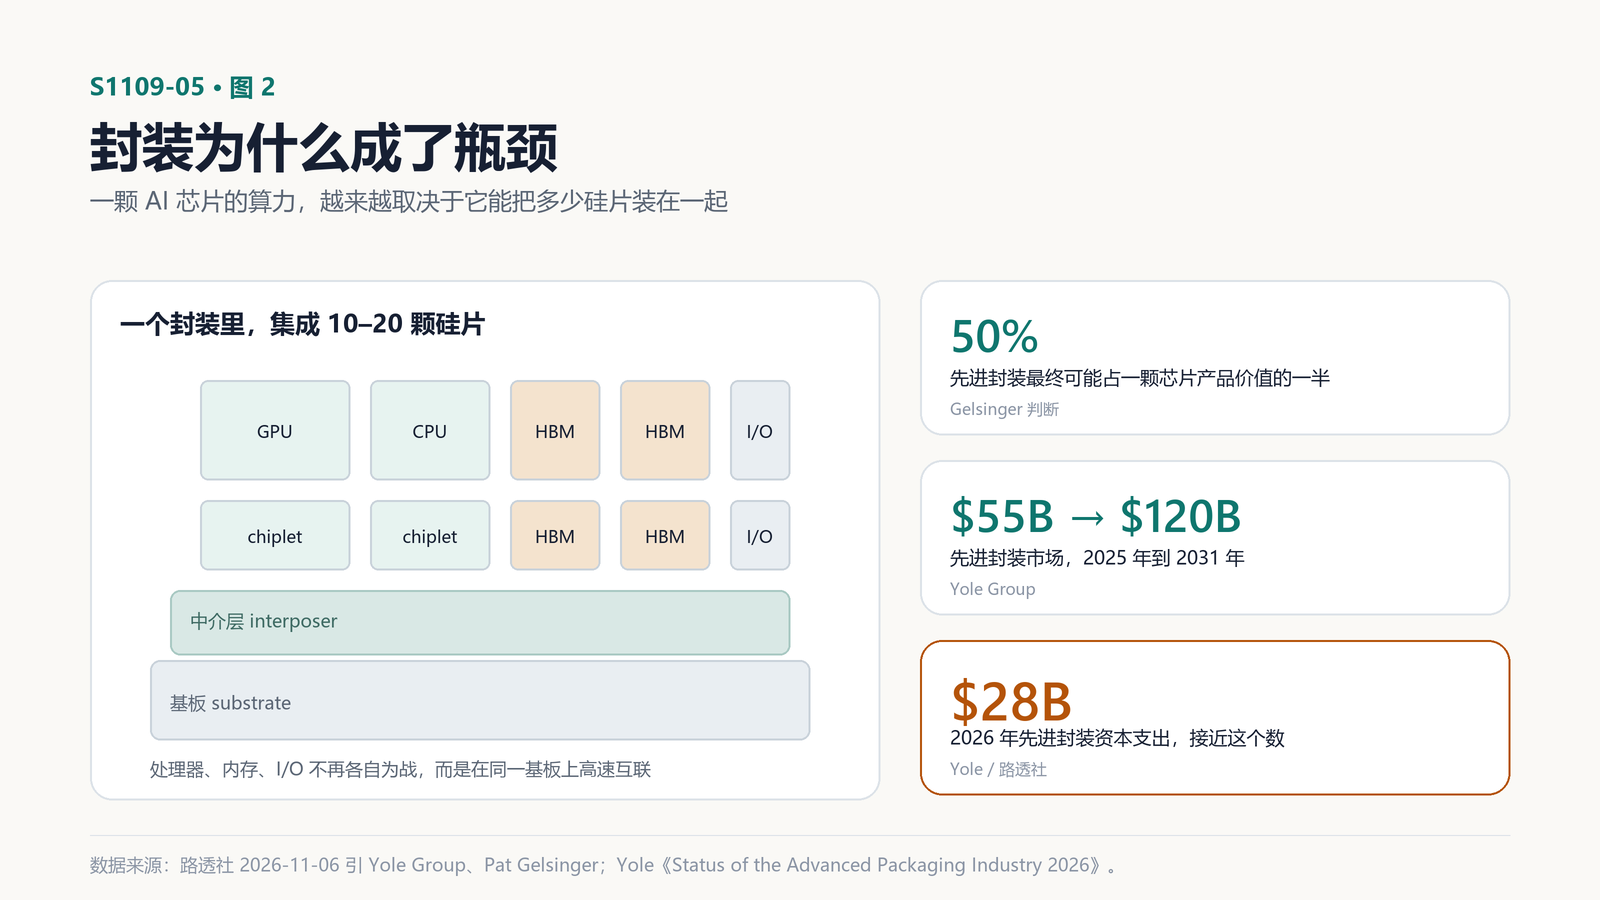 S1109-05 • 图 2
封装为什么成了瓶颈
一颗 AI 芯片的算力，越来越取决于它能把多少硅片装在一起
一个封装里，集成 10–20 颗硅片
GPU
CPU
HBM
HBM
I/O
chiplet
chiplet
HBM
HBM
I/O
中介层 interposer
基板 substrate
处理器、内存、I/O 不再各自为战，而是在同一基板上高速互联
50%
先进封装最终可能占一颗芯片产品价值的一半
Gelsinger 判断
$55B → $120B
先进封装市场，2025 年到 2031 年
Yole Group
$28B
2026 年先进封装资本支出，接近这个数
Yole / 路透社
数据来源：路透社 2026-11-06 引 Yole Group、Pat Gelsinger；Yole《Status of the Advanced Packaging Industry 2026》。